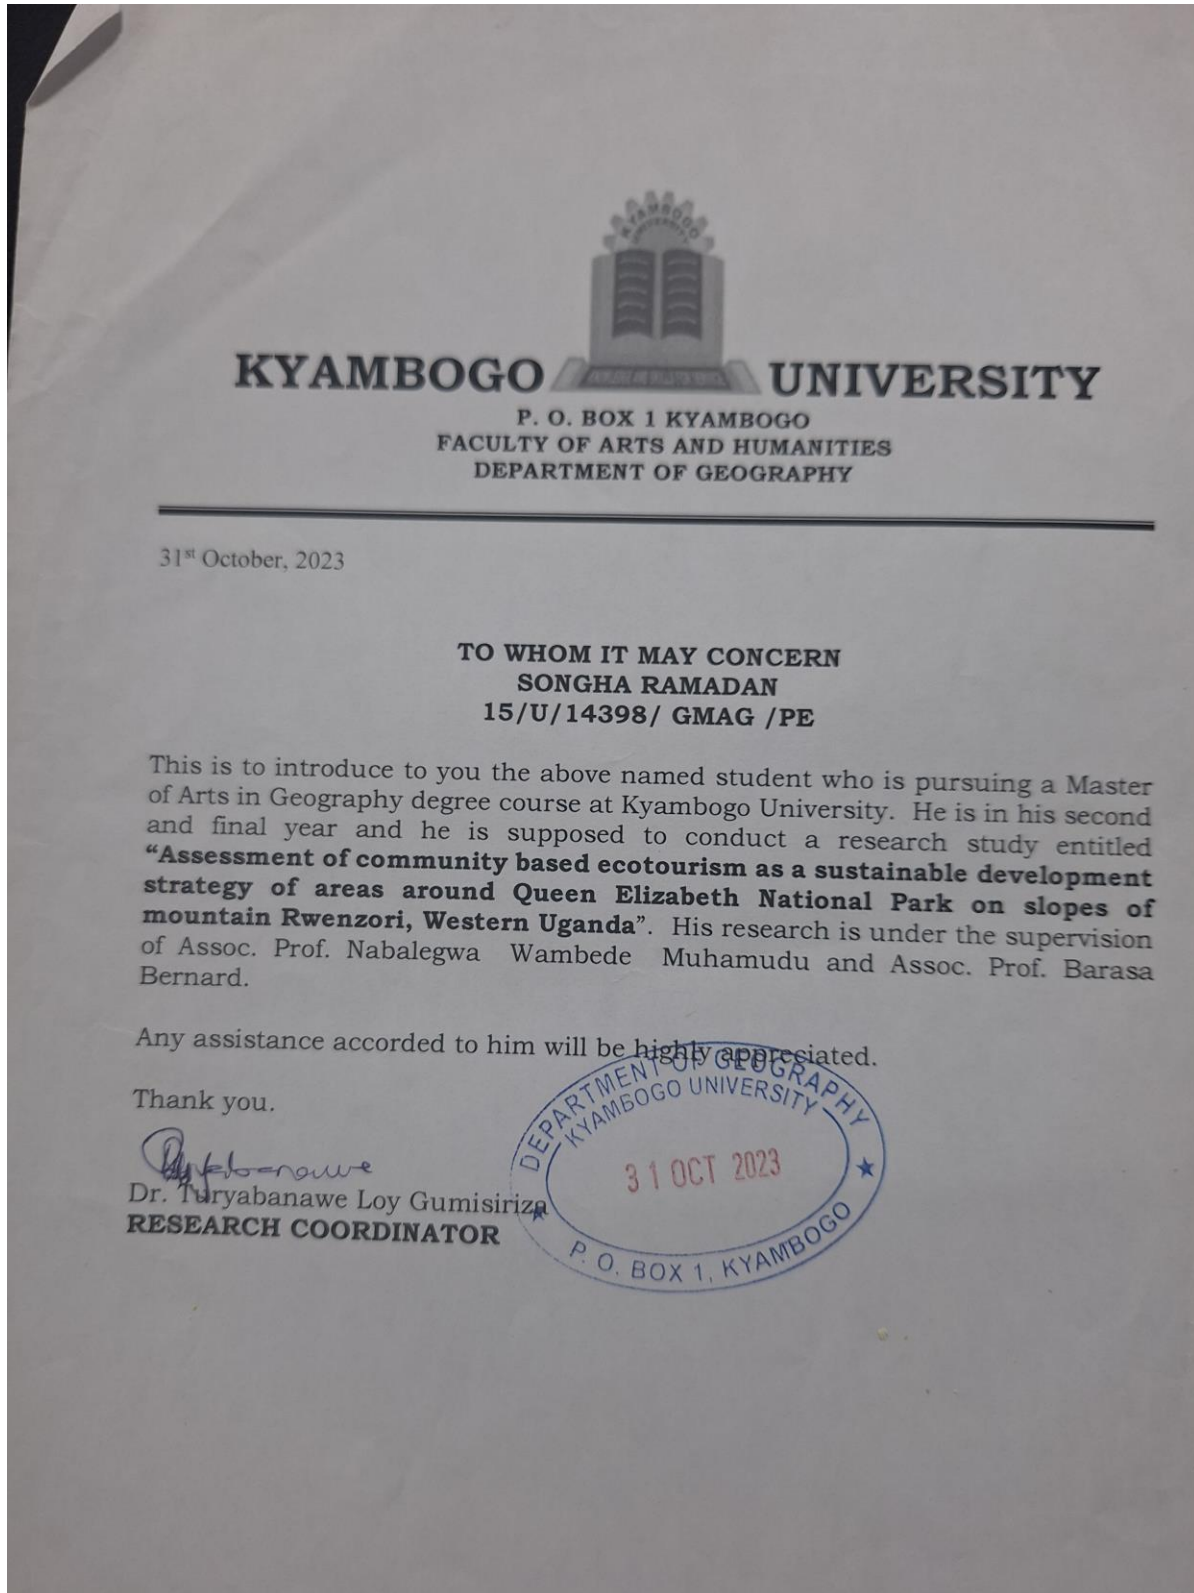 KYAMBOGO
UNIVERSITY
KYAMBOGO UNIVERSITY
P. O. BOX 1 KYAMBOGO
FACULTY OF ARTS AND HUMANITIES
DEPARTMENT OF GEOGRAPHY
31st October, 2023
TO WHOM IT MAY CONCERN
SONGHA RAMADAN
15/U/14398/ GMAG /PE
This is to introduce to you the above named student who is pursuing a Master
of Arts in Geography degree course at Kyambogo University. He is in his second
and final year and he is supposed to conduct a research study entitled
“Assessment of community based ecotourism as a sustainable development
strategy of areas around Queen Elizabeth National Park on slopes of
mountain Rwenzori, Western Uganda”. His research is under the supervision
of Assoc. Prof. Nabalegwa Wambede Muhamudu and Assoc. Prof. Barasa
Bernard.
Any assistance accorded to him will be highly appreciated.
Thank you.
Dr. Turyabanawe Loy Gumisiriza
RESEARCH COORDINATOR
DEPARTMENT OF GEOGRAPHY
KYAMBOGO UNIVERSITY
31 OCT 2023
P. O. BOX 1, KYAMBOGO